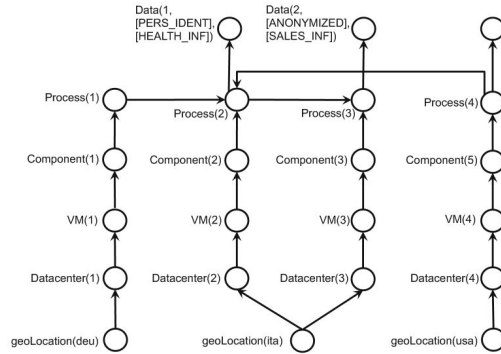 Data(1,
[PERS_IDENT],
[HEALTH_INF])
Data(2,
[ANONYMIZED],
[SALES_INF])
Process(1)
Process(2)
Process(3)
Process(4)
Component(1)
Component(2)
Component(3)
Component(5)
VM(1)
VM(2)
VM(3)
VM(4)
Datacenter(1)
Datacenter(2)
Datacenter(3)
Datacenter(4)
geoLocation(deu)
geoLocation(ita)
geoLocation(usa)